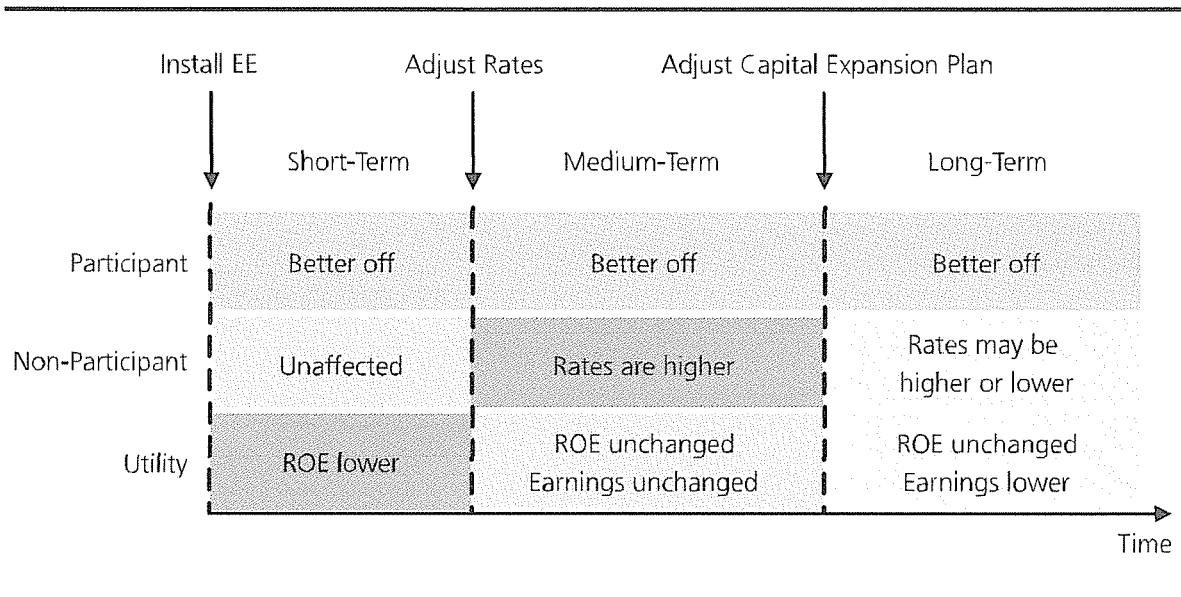 Install EE
Adjust Rates
Adjust Capital Expansion Plan
Short-Term
Medium-Term
Long-Term
Participant
Better off
Better off
Better off
Non-Participant
Unaffected
Rates are higher
Rates may be
higher or lower
Utility
ROE lower
ROE unchanged
Earnings unchanged
ROE unchanged
Earnings lower
Time